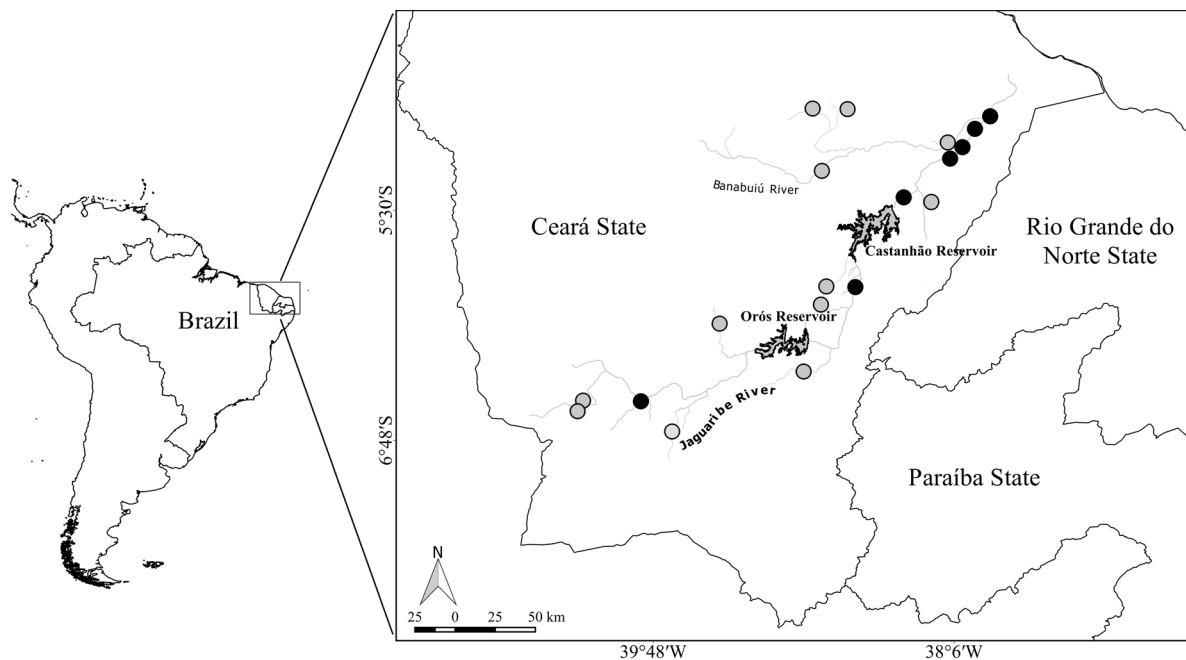 Brazil
Ceará State
Banabuiú River
Castanhão Reservoir
Rio Grande do
Norte State
Orós Reservoir
Jaguaribe River
Paraíba State
5°30'S
6°48'S
N
25 0 25 50 km
39°48'W
38°6'W